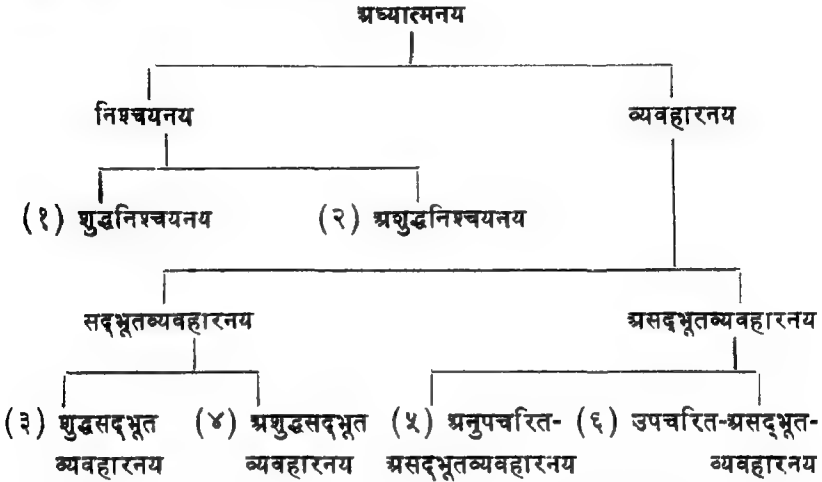 अध्यात्मनय
निश्चयनय व्यवहारनय
(१) शुद्धनिश्चयनय (२) अशुद्धनिश्चयनय
सद्भूतव्यवहारनय असद्भूतव्यवहारनय
(३) शुद्धसद्भूत (४) अशुद्धसद्भूत (५) अनुपचरित- (६) उपचरित-असद्भूत-
व्यवहारनय व्यवहारनय असद्भूतव्यवहारनय व्यवहारनय